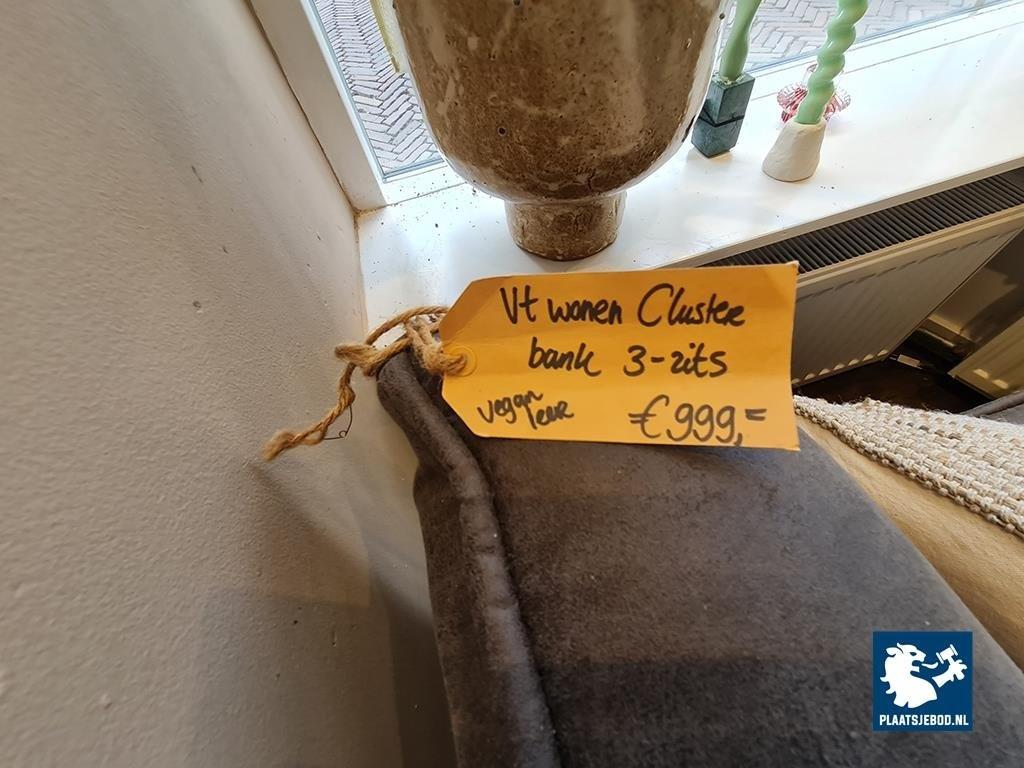 Vt wonen Cluster
bank 3-zits
vegan
leer
€999,=
PLAATSJEBOD.NL